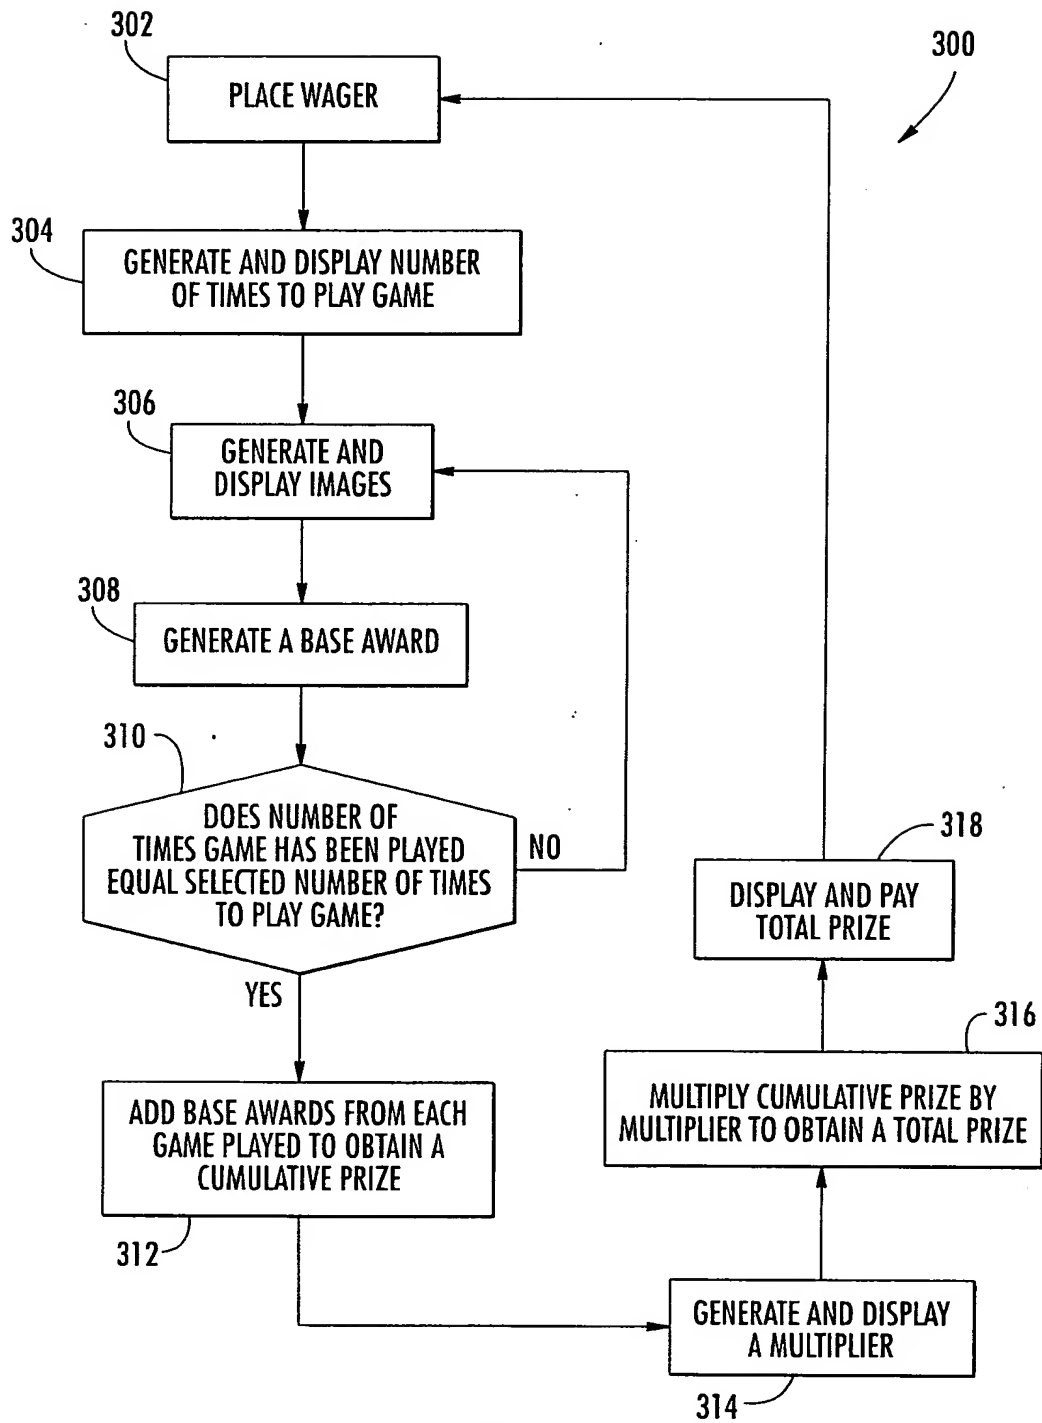 302
300
PLACE WAGER
304
GENERATE AND DISPLAY NUMBER
OF TIMES TO PLAY GAME
306
GENERATE AND
DISPLAY IMAGES
308
GENERATE A BASE AWARD
310
DOES NUMBER OF
TIMES GAME HAS BEEN PLAYED
EQUAL SELECTED NUMBER OF TIMES
TO PLAY GAME?
NO
YES
ADD BASE AWARDS FROM EACH
GAME PLAYED TO OBTAIN A
CUMULATIVE PRIZE
312
GENERATE AND DISPLAY
A MULTIPLIER
314
316
MULTIPLY CUMULATIVE PRIZE BY
MULTIPLIER TO OBTAIN A TOTAL PRIZE
318
DISPLAY AND PAY
TOTAL PRIZE